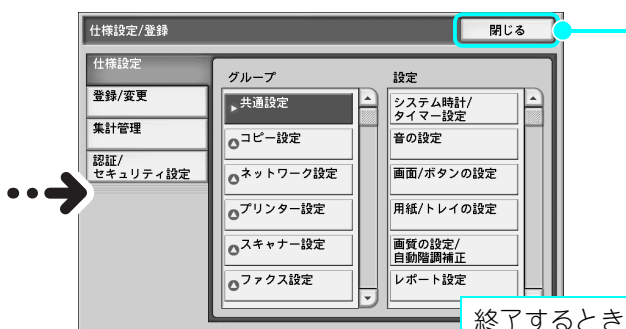 仕様設定/登録
閉じる
仕様設定
登録/変更
集計管理
認証/
セキュリティ設定
グループ
共通設定
コピー設定
ネットワーク設定
プリンター設定
スキャナー設定
ファクス設定
設定
システム時計/
タイマー設定
音の設定
画面/ボタンの設定
用紙/トレイの設定
画質の設定/
自動階調補正
レポート設定
終了するとき